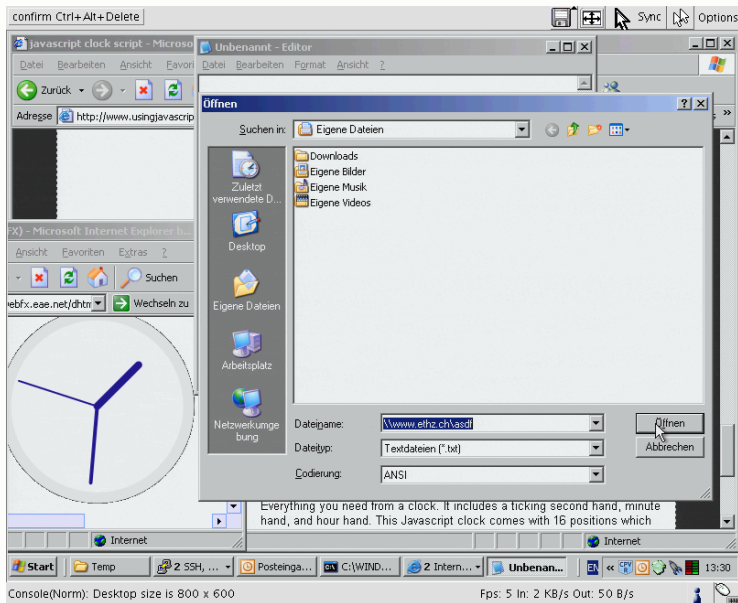 confirm Ctrl+Alt+Delete
Sync
Options
javascript clock script - Microso
Unbenannt - Editor
Datei Bearbeiten Ansicht Favori
Datei Bearbeiten Format Ansicht ?
Zurück
Adresse http://www.usingjavascrip
»
Öffnen
Suchen in: Eigene Dateien
Downloads
Eigene Bilder
Eigene Musik
Eigene Videos
Zuletzt
verwendete D...
Desktop
Eigene Dateien
Arbeitsplatz
Netzwerkumge
bung
Dateiname: \\www.ethz.ch\asdf
Öffnen
Dateityp: Textdateien (*.txt)
Abbrechen
Codierung: ANSI
FX) - Microsoft Internet Explorer b...
Ansicht Favoriten Extras ?
Suchen
ebfx.eae.net/dhtm
Wechseln zu
Everything you need from a clock. It includes a ticking second hand, minute
hand, and hour hand. This Javascript clock comes with 16 positions which
Internet
Internet
Start
Temp
2 SSH, ...
Posteinga...
C:\WIND...
2 Intern...
Unbenan...
EN
«
13:30
Console(Norm): Desktop size is 800 x 600
Fps: 5 In: 2 KB/s Out: 50 B/s